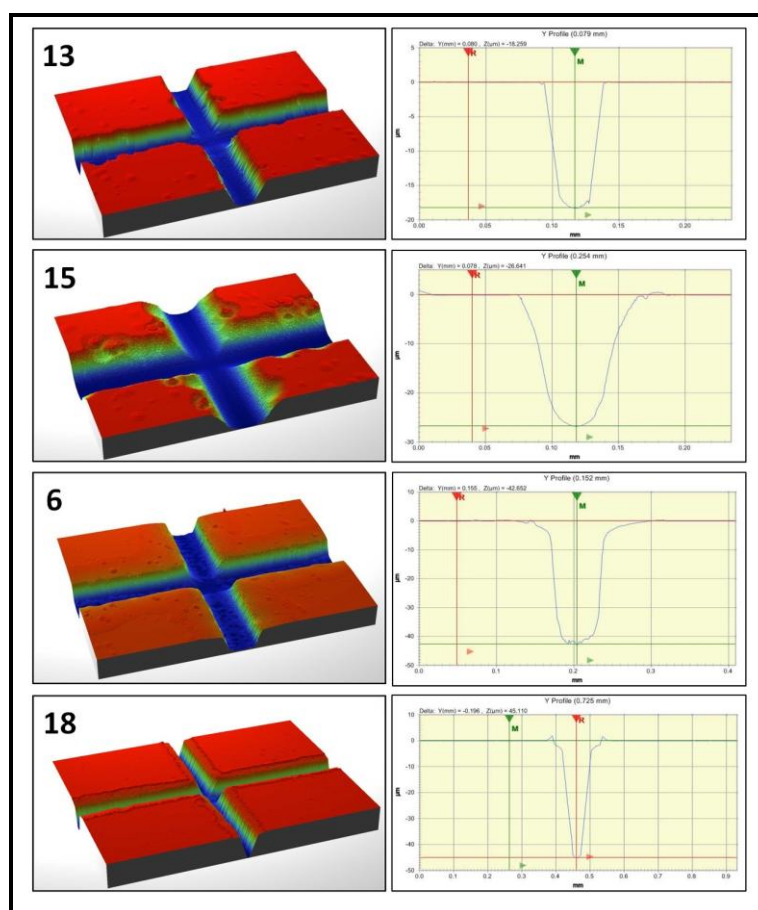 13
Y Profile (0.079 mm)
Delta: Y(mm) = 0.080 , Z(µm) = -18.259
R
M
5
0
-5
-10
-15
-20
µm
0.00 0.05 0.10 0.15 0.20
mm
15
Y Profile (0.254 mm)
Delta: Y(mm) = 0.078 , Z(µm) = -26.641
R
M
0
-10
-20
-30
µm
0.00 0.05 0.10 0.15 0.20
mm
6
Y Profile (0.152 mm)
Delta: Y(mm) = 0.155 , Z(µm) = -42.652
R
M
10
0
-10
-20
-30
-40
-50
µm
0.0 0.1 0.2 0.3 0.4
mm
18
Y Profile (0.725 mm)
Delta: Y(mm) = -0.196 , Z(µm) = 45.110
M
R
10
0
-10
-20
-30
-40
-50
µm
0.0 0.1 0.2 0.3 0.4 0.5 0.6 0.7 0.8 0.9
mm